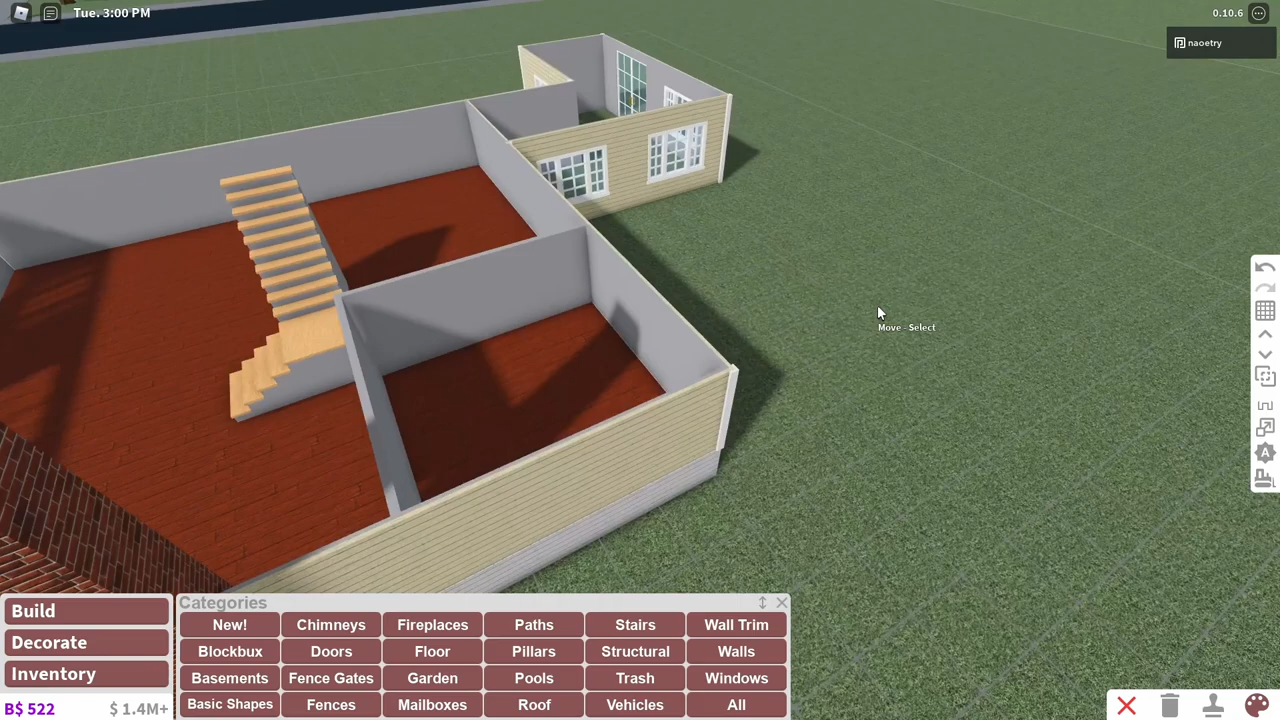 Tue. 3:00 PM
0.10.6
naoetry
Move - Select
Build
Decorate
Inventory
B$ 522
$ 1.4M+
Categories
New! Chimneys Fireplaces Paths Stairs Wall Trim
Blockbux Doors Floor Pillars Structural Walls
Basements Fence Gates Garden Pools Trash Windows
Basic Shapes Fences Mailboxes Roof Vehicles All
A